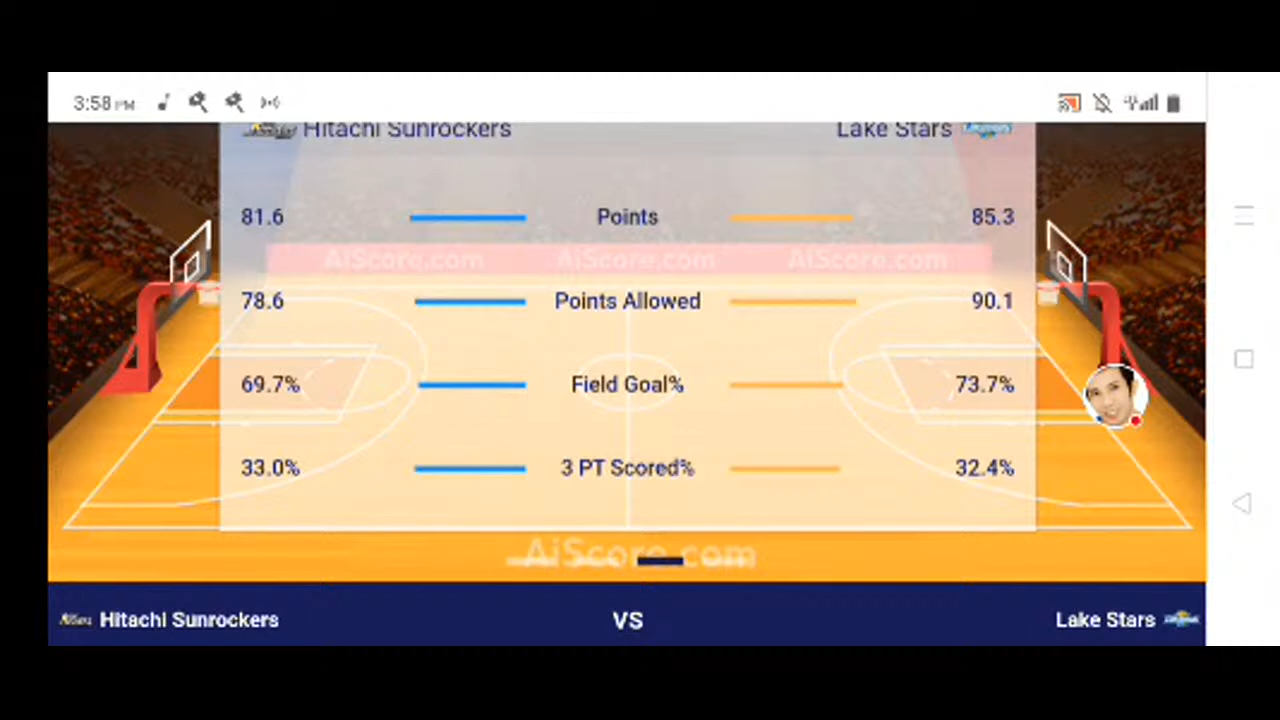 3:58 PM
Hitachi Sunrockers Lake Stars
81.6 Points 85.3
AiScore.com AiScore.com AiScore.com
78.6 Points Allowed 90.1
69.7% Field Goal% 73.7%
33.0% 3 PT Scored% 32.4%
AiScore.com
Hitachi Sunrockers VS Lake Stars